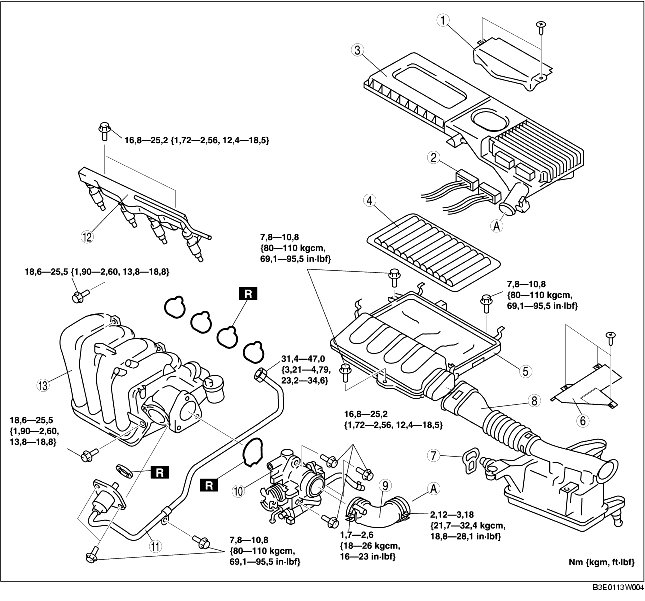 1
3
16,8—25,2 {1,72—2,56, 12,4—18,5}
2
4
A
12
7,8—10,8
{80—110 kgcm,
69,1—95,5 in·lbf}
18,6—25,5 {1,90—2,60, 13,8—18,8}
R
7,8—10,8
{80—110 kgcm,
69,1—95,5 in·lbf}
31,4—47,0
{3,21—4,79,
23,2—34,6}
5
13
8
6
18,6—25,5
{1,90—2,60,
13,8—18,8}
16,8—25,2
{1,72—2,56, 12,4—18,5}
7
R
R
10
9
A
11
7,8—10,8
{80—110 kgcm,
69,1—95,5 in·lbf}
1,7—2,6
{18—26 kgcm,
16—23 in·lbf}
2,12—3,18
{21,7—32,4 kgcm,
18,8—28,1 in·lbf}
Nm {kgm, ft·lbf}
B3E0113W004